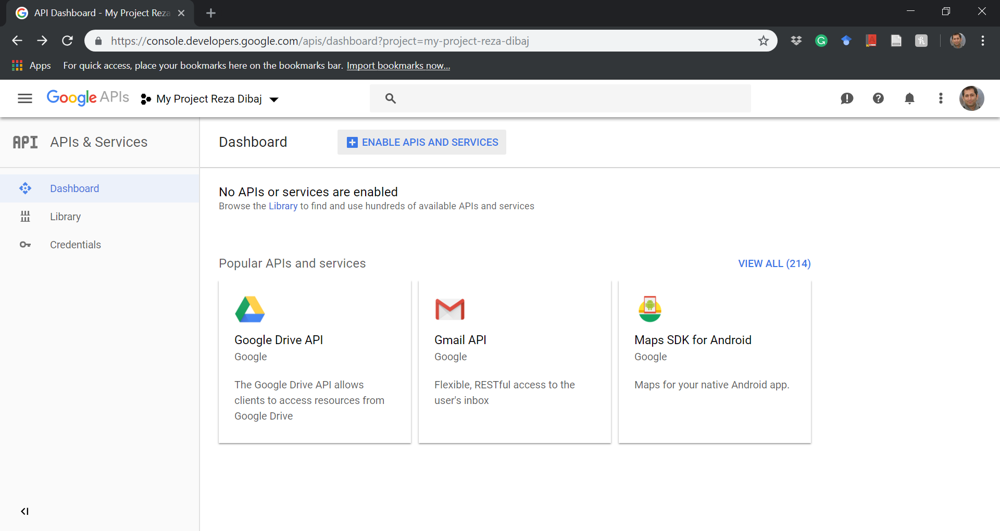 API Dashboard - My Project Reza
https://console.developers.google.com/apis/dashboard?project=my-project-reza-dibaj
Apps For quick access, place your bookmarks here on the bookmarks bar. Import bookmarks now...
Google APIs My Project Reza Dibaj
API APIs & Services
Dashboard
ENABLE APIS AND SERVICES
Dashboard
Library
Credentials
No APIs or services are enabled
Browse the Library to find and use hundreds of available APIs and services
Popular APIs and services
VIEW ALL (214)
Google Drive API
Google
The Google Drive API allows
clients to access resources from
Google Drive
Gmail API
Google
Flexible, RESTful access to the
user's inbox
Maps SDK for Android
Google
Maps for your native Android app.